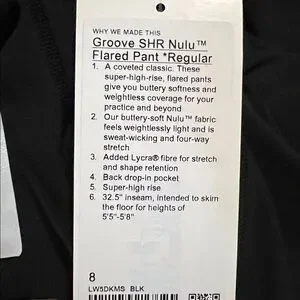 WHY WE MADE THIS
Groove SHR Nulu™
Flared Pant *Regular
1. A coveted classic. These
super-high-rise, flared pants
give you buttery softness and
weightless coverage for your
practice and beyond
2. Our buttery-soft Nulu™ fabric
feels weightlessly light and is
sweat-wicking and four-way
stretch
3. Added Lycra® fibre for stretch
and shape retention
4. Back drop-in pocket
5. Super-high rise
6. 32.5" inseam, intended to skim
the floor for heights of
5'5"-5'8"
8
LW5DKMS BLK